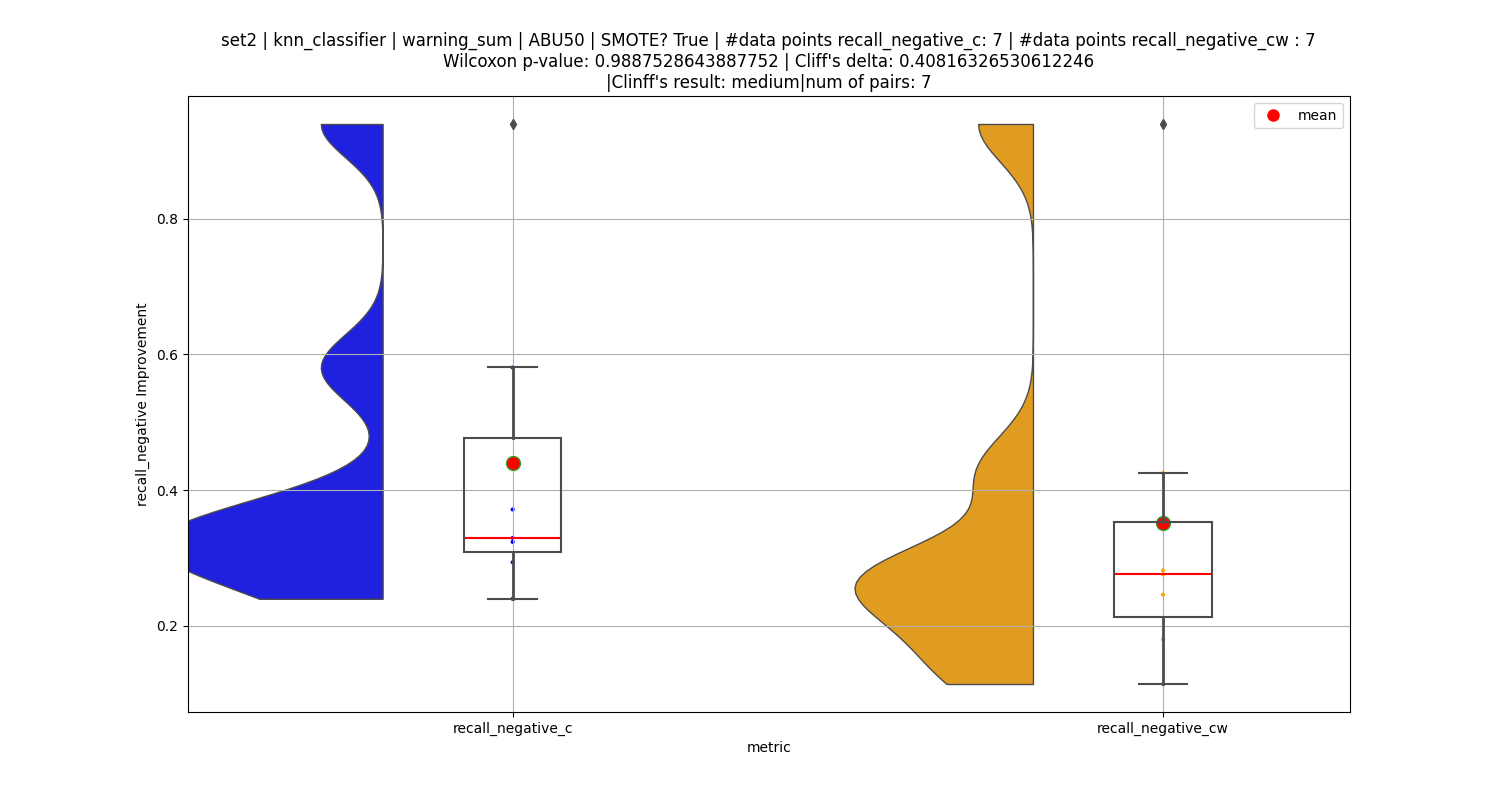 set2 | knn_classifier | warning_sum | ABU50 | SMOTE? True | #data points recall_negative_c: 7 | #data points recall_negative_cw : 7
Wilcoxon p-value: 0.9887528643887752 | Cliff's delta: 0.40816326530612246
|Clinff's result: medium|num of pairs: 7
mean
0.8
0.6
0.4
0.2
recall_negative Improvement
recall_negative_c
recall_negative_cw
metric